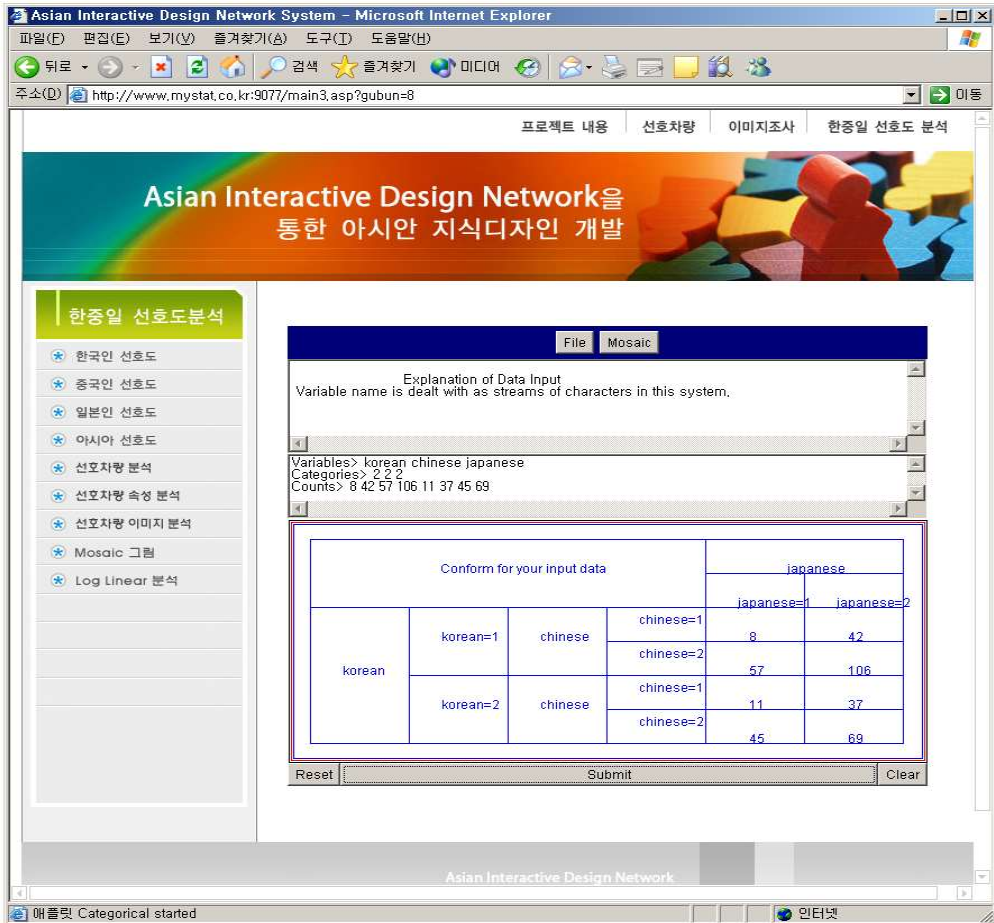 Asian Interactive Design Network System - Microsoft Internet Explorer
파일(F) 편집(E) 보기(V) 즐겨찾기(A) 도구(T) 도움말(H)
뒤로 검색 즐겨찾기 미디어
주소(D) http://www.mystat.co.kr:9077/main3.asp?gubun=8 이동
프로젝트 내용 선호차량 이미지조사 한중일 선호도 분석
Asian Interactive Design Network을
통한 아시안 지식디자인 개발
한중일 선호도분석
한국인 선호도
중국인 선호도
일본인 선호도
아시아 선호도
선호차량 분석
선호차량 속성 분석
선호차량 이미지 분석
Mosaic 그림
Log Linear 분석
File Mosaic
Explanation of Data Input
Variable name is dealt with as streams of characters in this system.
Variables> korean chinese japanese
Categories> 2 2 2
Counts> 8 42 57 106 11 37 45 69
Conform for your input data japanese
japanese=1 japanese=2
korean korean=1 chinese chinese=1 8 42
chinese=2 57 106
korean=2 chinese chinese=1 11 37
chinese=2 45 69
Reset Submit Clear
Asian Interactive Design Network
애플릿 Categorical started 인터넷